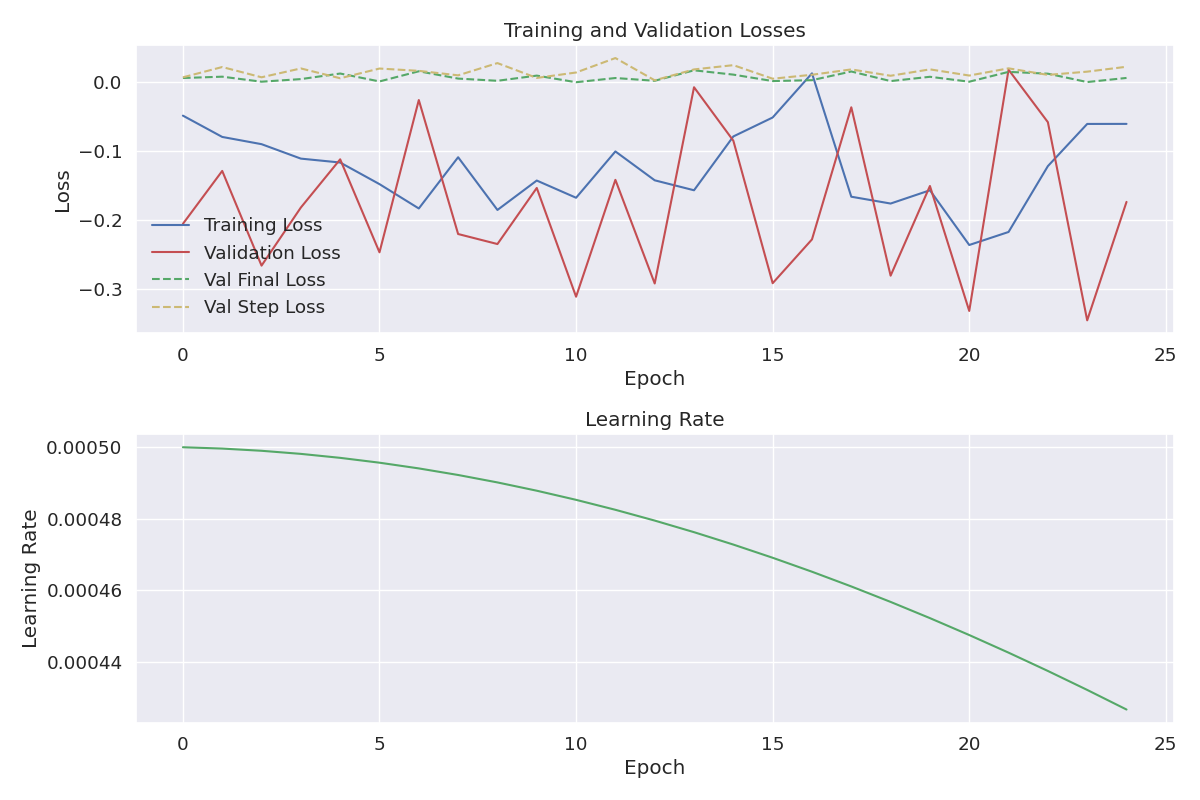 Training and Validation Losses
0.0
−0.1
−0.2
−0.3
Loss
Training Loss
Validation Loss
Val Final Loss
Val Step Loss
0 5 10 15 20 25
Epoch
Learning Rate
0.00050
0.00048
0.00046
0.00044
Learning Rate
0 5 10 15 20 25
Epoch